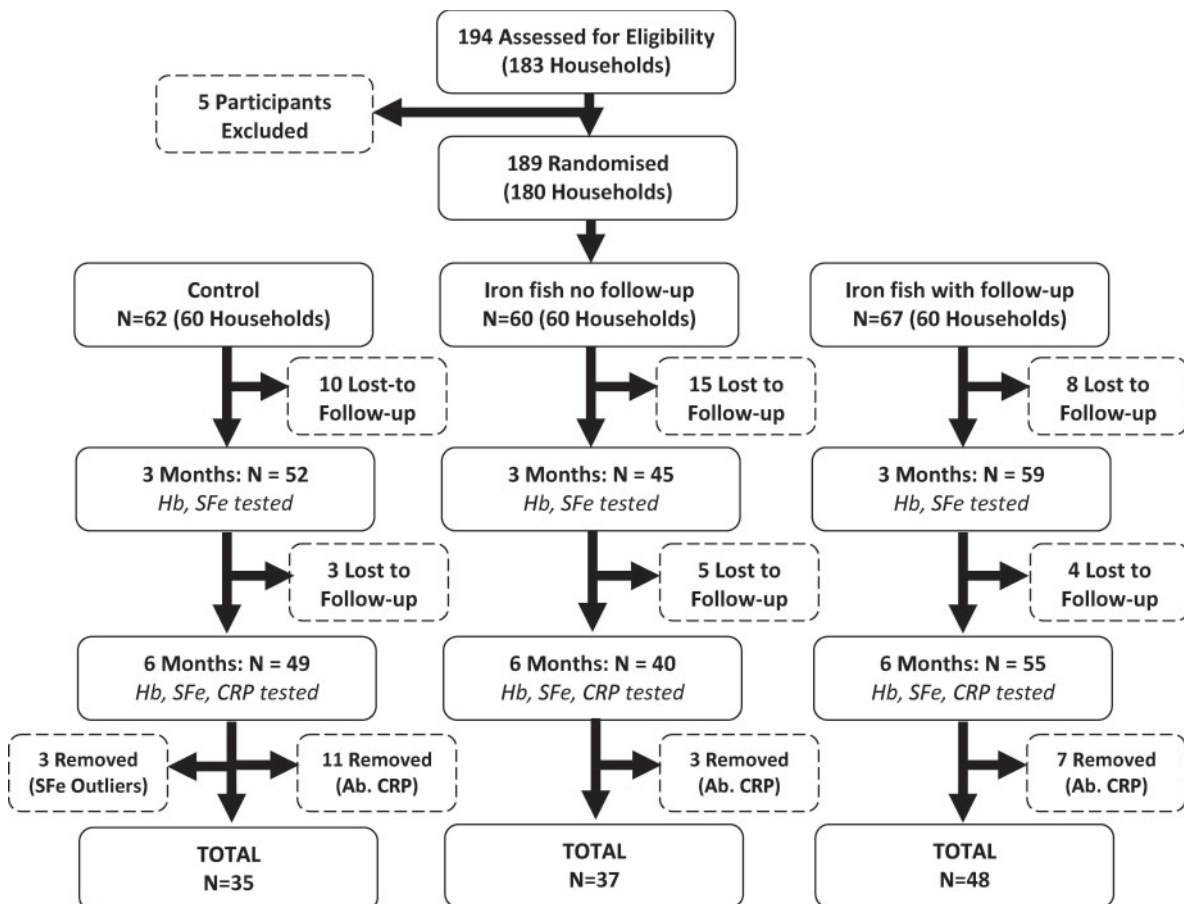 194 Assessed for Eligibility
(183 Households)
5 Participants
Excluded
189 Randomised
(180 Households)
Control
N=62 (60 Households)
Iron fish no follow-up
N=60 (60 Households)
Iron fish with follow-up
N=67 (60 Households)
10 Lost-to
Follow-up
15 Lost to
Follow-up
8 Lost to
Follow-up
3 Months: N = 52
Hb, SFe tested
3 Months: N = 45
Hb, SFe tested
3 Months: N = 59
Hb, SFe tested
3 Lost to
Follow-up
5 Lost to
Follow-up
4 Lost to
Follow-up
6 Months: N = 49
Hb, SFe, CRP tested
6 Months: N = 40
Hb, SFe, CRP tested
6 Months: N = 55
Hb, SFe, CRP tested
3 Removed
(SFe Outliers)
11 Removed
(Ab. CRP)
3 Removed
(Ab. CRP)
7 Removed
(Ab. CRP)
TOTAL
N=35
TOTAL
N=37
TOTAL
N=48